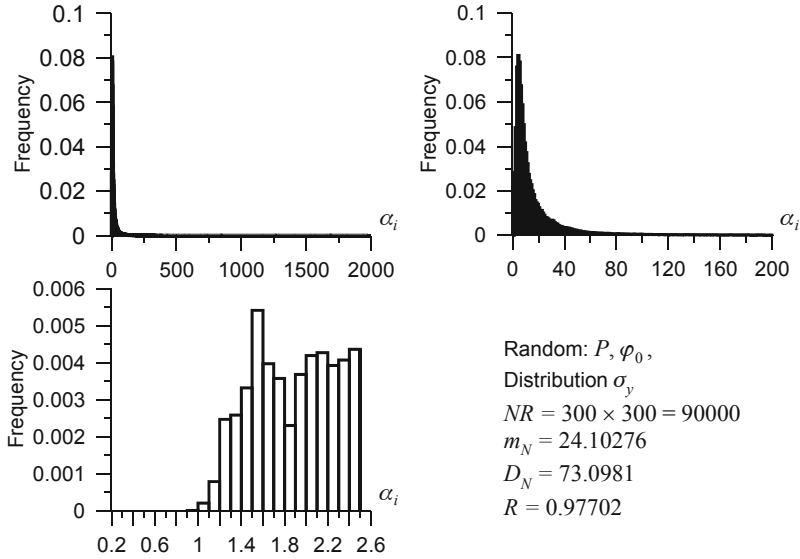 0.1
0.08
0.06
0.04
0.02
0
Frequency
α_i
0 500 1000 1500 2000
0.1
0.08
0.06
0.04
0.02
0
Frequency
α_i
0 40 80 120 160 200
0.006
0.005
0.004
0.003
0.002
0.001
0
Frequency
α_i
0.2 0.6 1 1.4 1.8 2.2 2.6
Random: P, φ_0,
Distribution σ_y
NR = 300 × 300 = 90000
m_N = 24.10276
D_N = 73.0981
R = 0.97702